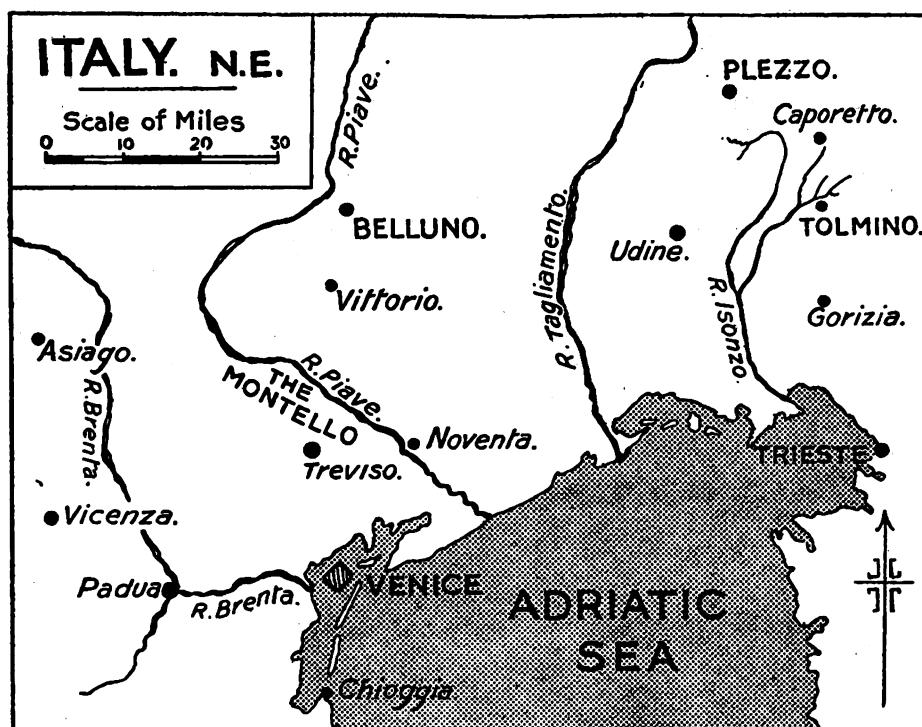 ITALY. N.E.
Scale of Miles
0 10 20 30
R. Piave..
PLEZZO.
Caporetto.
BELLUNO.
R. Tagliamento.
Udine.
TOLMINO.
Vittorio.
R. Isonzo.
Gorizia.
Asiago.
R. Brenta.
R. Piave.
THE
MONTELLO
Noventa.
Treviso.
TRIESTE
Vicenza.
Padua
R. Brenta.
VENICE
ADRIATIC
SEA
Chioggia